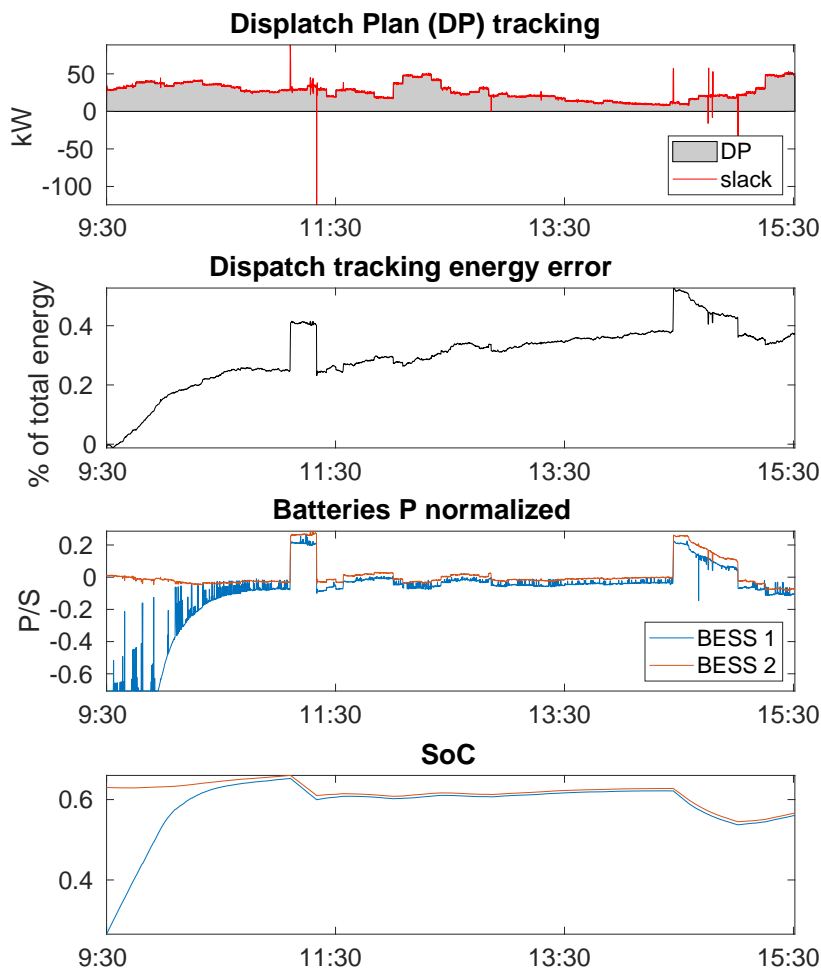 Displatch Plan (DP) tracking
kW
50
0
-50
-100
DP
slack
9:30 11:30 13:30 15:30
Dispatch tracking energy error
% of total energy
0.4
0.2
0
9:30 11:30 13:30 15:30
Batteries P normalized
P/S
0.2
0
-0.2
-0.4
-0.6
BESS 1
BESS 2
9:30 11:30 13:30 15:30
SoC
0.6
0.4
9:30 11:30 13:30 15:30